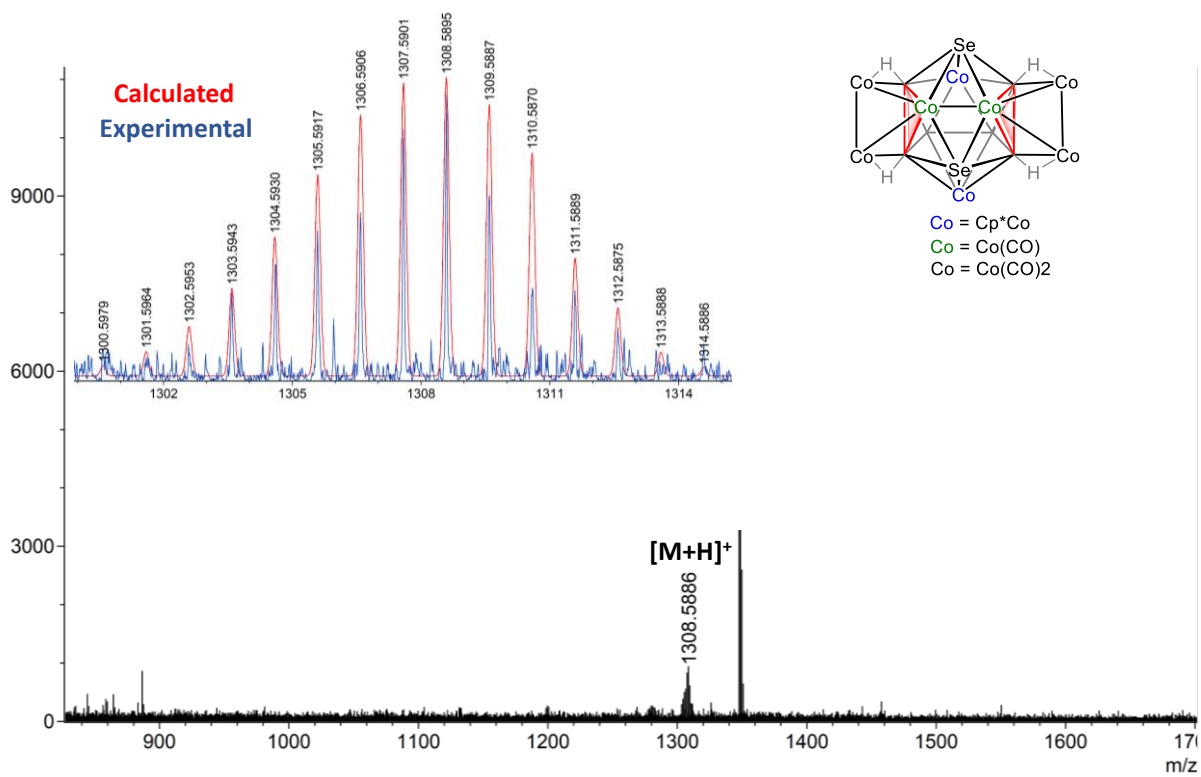 Calculated
Experimental
9000
6000
3000
0
1300.5979
1301.5964
1302.5953
1303.5943
1304.5930
1305.5917
1306.5906
1307.5901
1308.5895
1309.5887
1310.5870
1311.5889
1312.5875
1313.5888
1314.5886
1302
1305
1308
1311
1314
Se
H
H
Co
Co
Co
Co
Co
Co
Se
Co
H
H
Co
Co = Cp*Co
Co = Co(CO)
Co = Co(CO)2
[M+H]+
1308.5886
900
1000
1100
1200
1300
1400
1500
1600
170
m/z